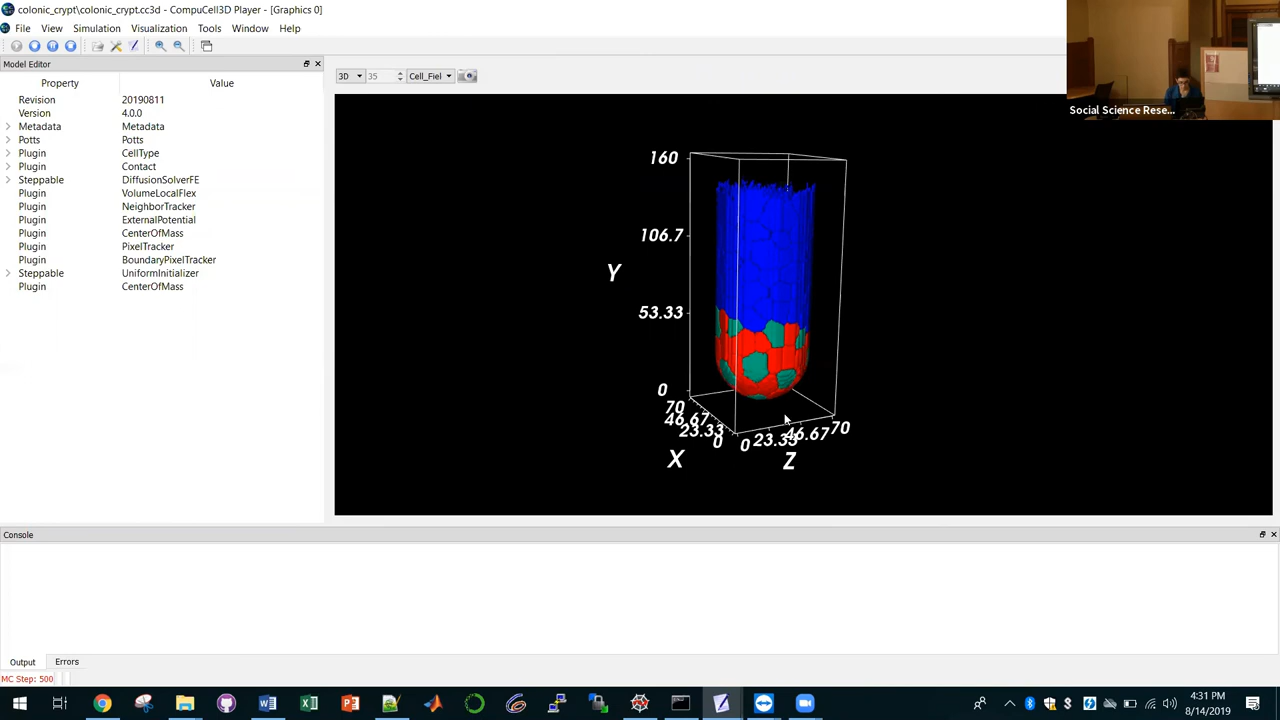 colonic_crypt\colonic_crypt.cc3d - CompuCell3D Player - [Graphics 0]
File View Simulation Visualization Tools Window Help
Model Editor
Property Value
Revision 20190811
Version 4.0.0
Metadata Metadata
Potts Potts
Plugin CellType
Plugin Contact
Steppable DiffusionSolverFE
Plugin VolumeLocalFlex
Plugin NeighborTracker
Plugin ExternalPotential
Plugin CenterOfMass
Plugin PixelTracker
Plugin BoundaryPixelTracker
Steppable UniformInitializer
Plugin CenterOfMass
3D 35 Cell_Fiel
160
106.7
Y
53.33
0
70
46.67
23.33
0
X
0 23.33 46.67 70
Z
Social Science Rese...
Console
Output Errors
MC Step: 500
4:31 PM
8/14/2019